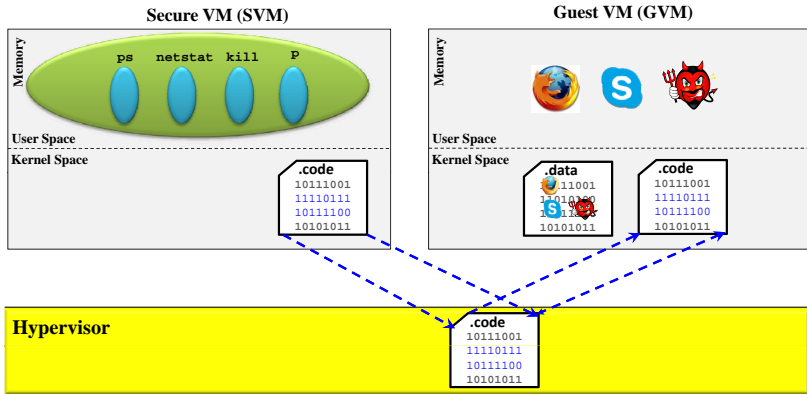 Secure VM (SVM)
Guest VM (GVM)
Memory
ps netstat kill p
User Space
Kernel Space
.code
10111001
11110111
10111100
10101011
Memory
S
User Space
Kernel Space
.data
11001
S
10101011
.code
10111001
11110111
10111100
10101011
Hypervisor
.code
10111001
11110111
10111100
10101011